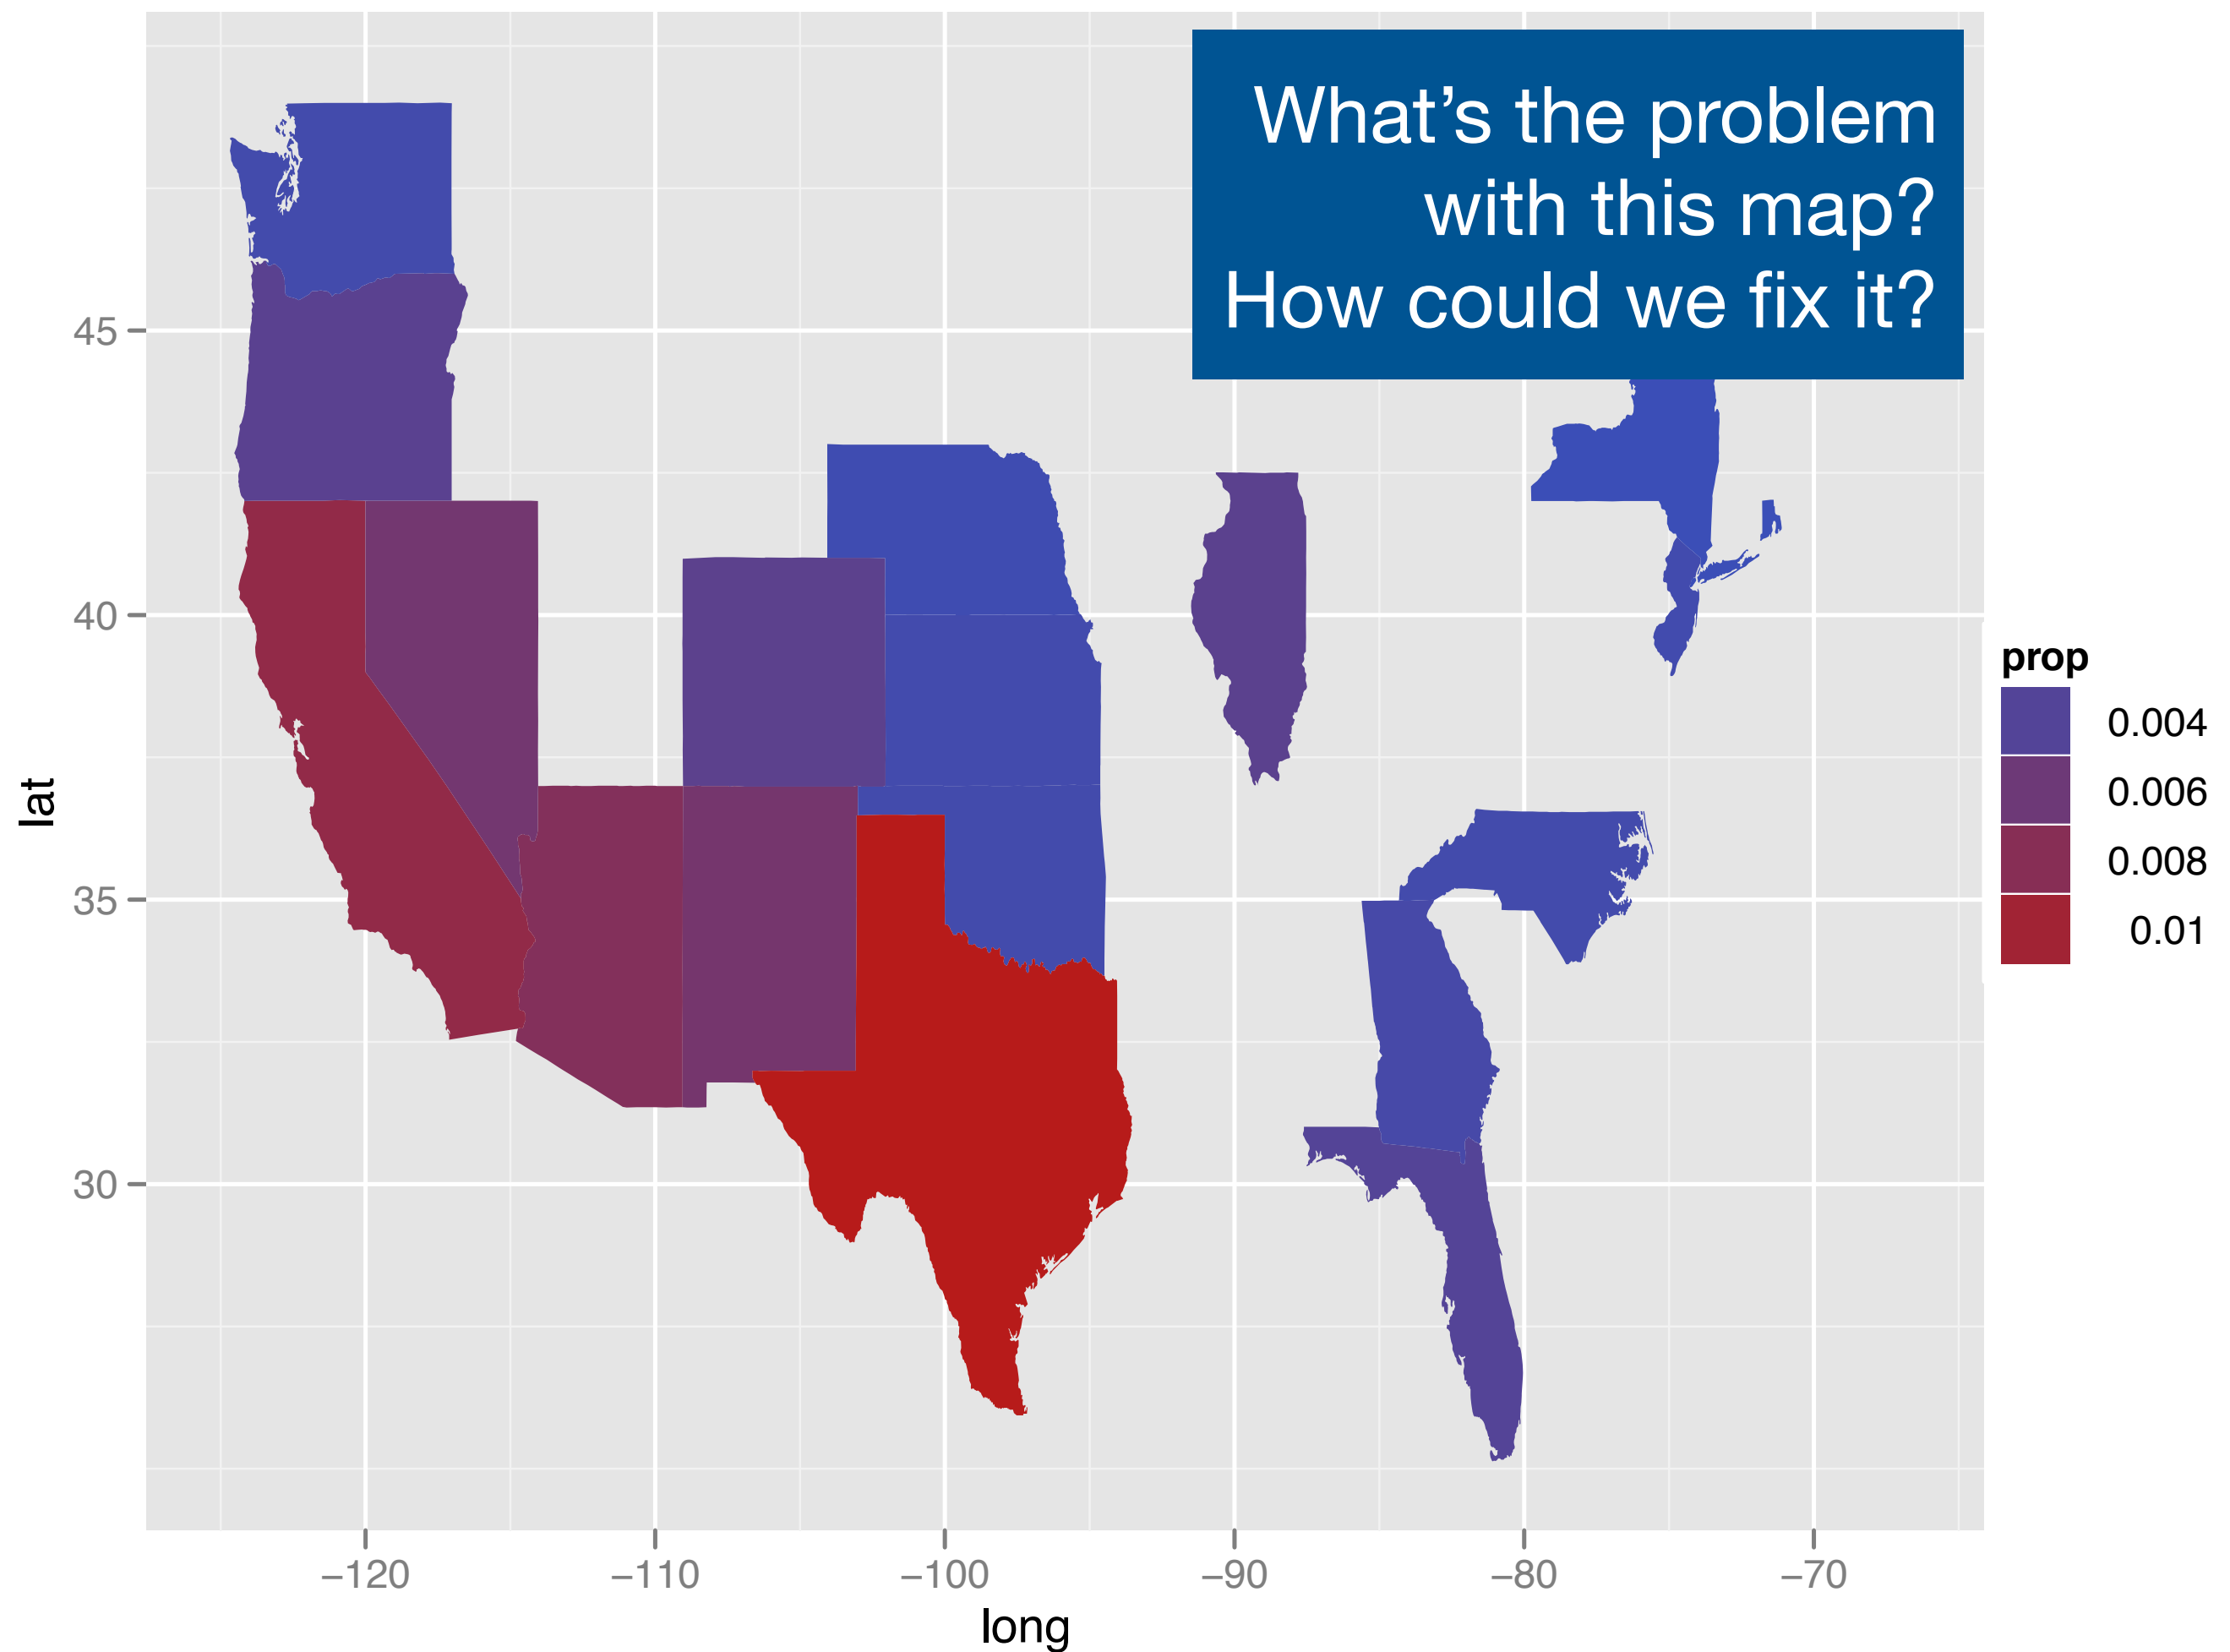 What’s the problem
with this map?
How could we fix it?
45
40
35
30
lat
−120
−110
−100
−90
−80
−70
long
prop
0.004
0.006
0.008
0.01